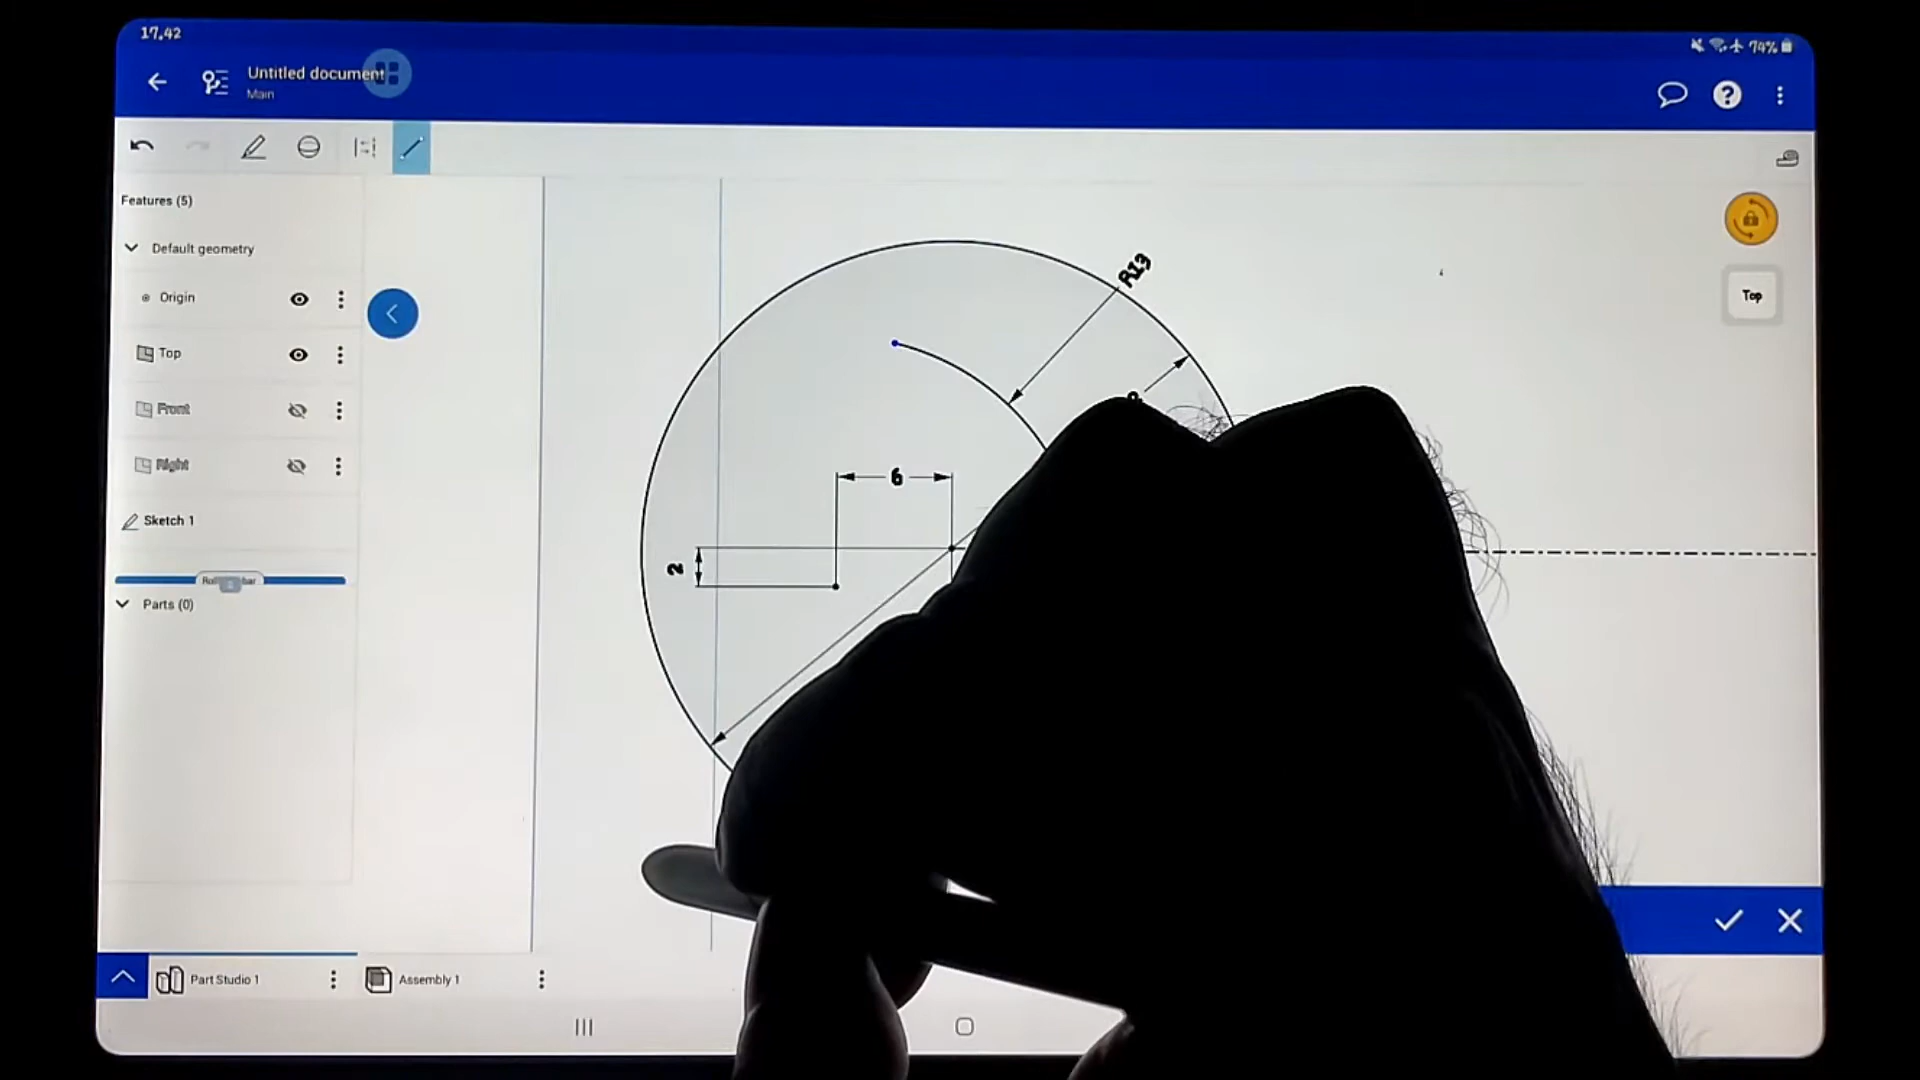 17.42
74%
Untitled document
Main
Features (5)
Default geometry
Origin
Top
Front
Right
Sketch 1
Parts (0)
R13
6
2
Top
Part Studio 1
Assembly 1